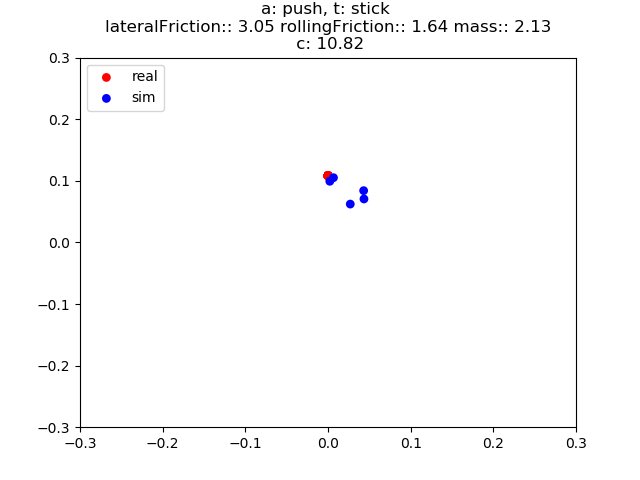 a: push, t: stick
lateralFriction:: 3.05 rollingFriction:: 1.64 mass:: 2.13
c: 10.82
real
sim
0.3
0.2
0.1
0.0
−0.1
−0.2
−0.3
−0.3 −0.2 −0.1 0.0 0.1 0.2 0.3